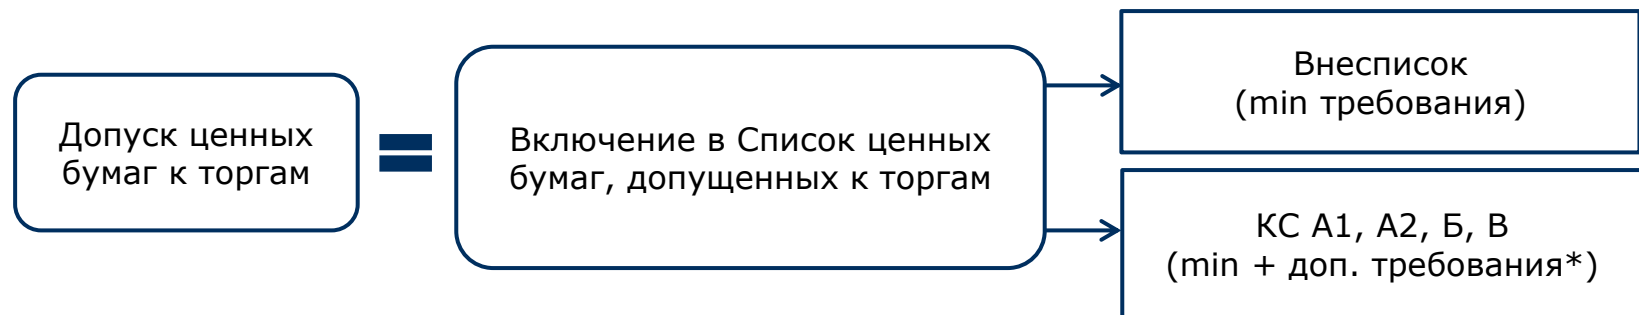 Допуск ценных
бумаг к торгам
Включение в Список ценных
бумаг, допущенных к торгам
Внесписок
(min требования)
КС А1, А2, Б, В
(min + доп. требования*)